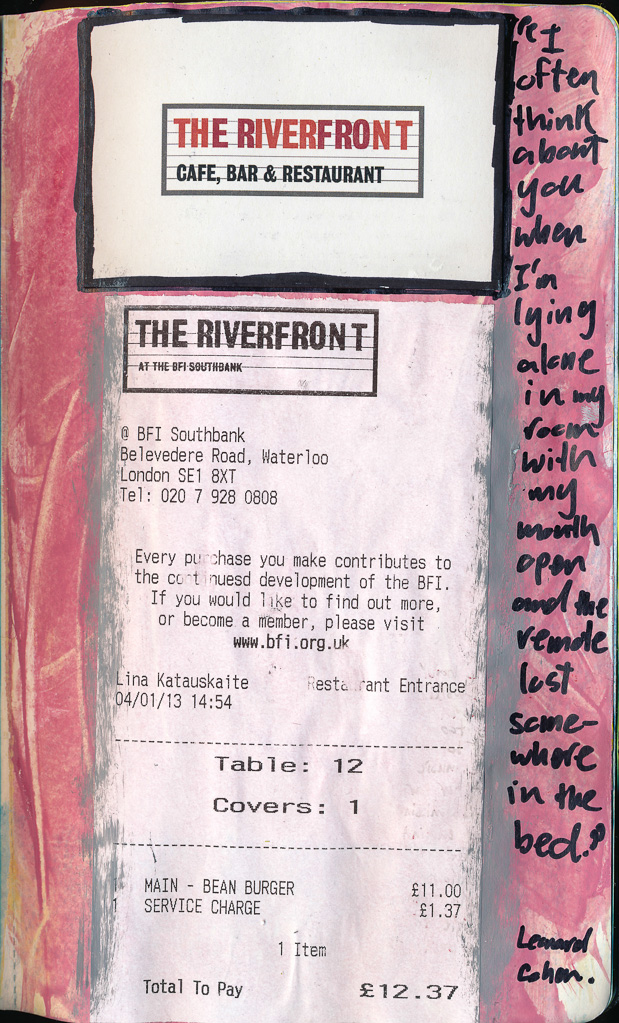 THE RIVERFRONT
CAFE, BAR & RESTAURANT
THE RIVERFRONT
AT THE BFI SOUTHBANK
@ BFI Southbank
Belevedere Road, Waterloo
London SE1 8XT
Tel: 020 7 928 0808
Every purchase you make contributes to
the continuesd development of the BFI.
If you would like to find out more,
or become a member, please visit
www.bfi.org.uk
Lina Katauskaite Restaurant Entrance
04/01/13 14:54
Table: 12
Covers: 1
1 MAIN - BEAN BURGER £11.00
1 SERVICE CHARGE £1.37
1 Item
Total To Pay £12.37
"I
often
think
about
you
when
I'm
lying
alone
in my
room
with
my
mouth
open
and the
remote
lost
some-
where
in the
bed."
Leonard
Cohen.